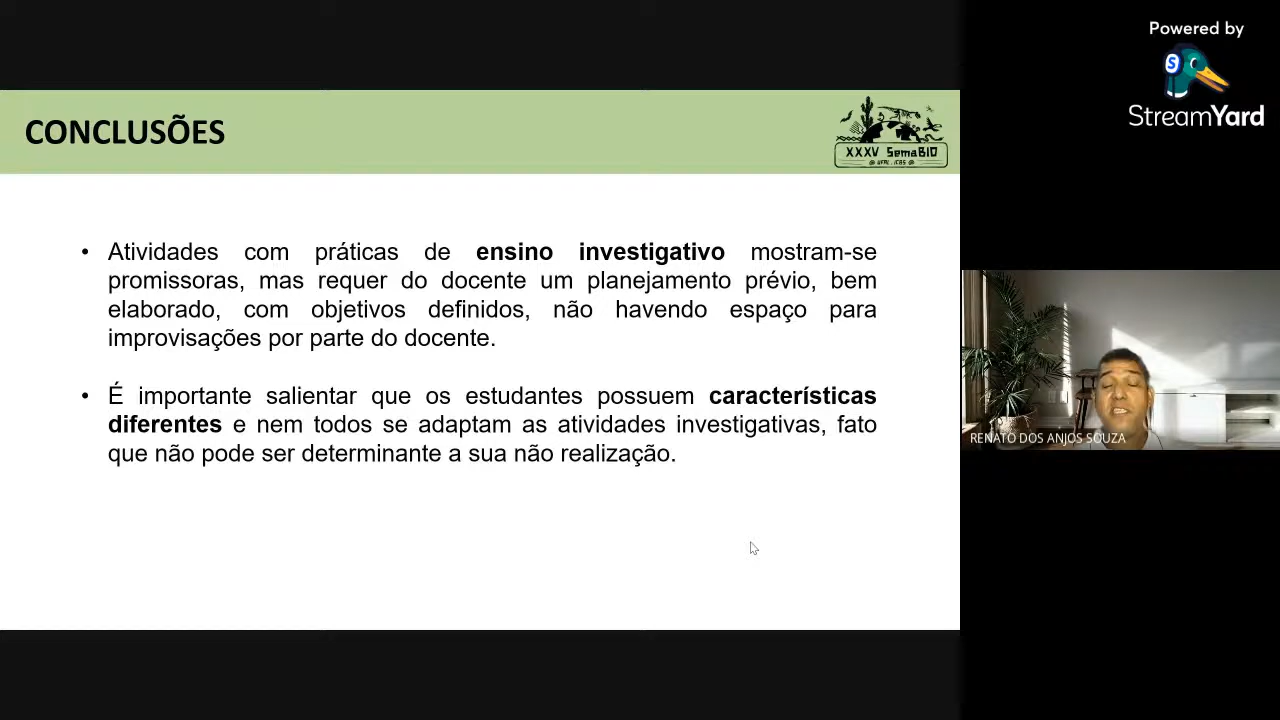 Powered by
StreamYard
CONCLUSÕES
XXXV SemaBIO
@ UFAL.ICBS @
• Atividades com práticas de ensino investigativo mostram-se
promissoras, mas requer do docente um planejamento prévio, bem
elaborado, com objetivos definidos, não havendo espaço para
improvisações por parte do docente.
• É importante salientar que os estudantes possuem características
diferentes e nem todos se adaptam as atividades investigativas, fato
que não pode ser determinante a sua não realização.
RENATO DOS ANJOS SOUZA